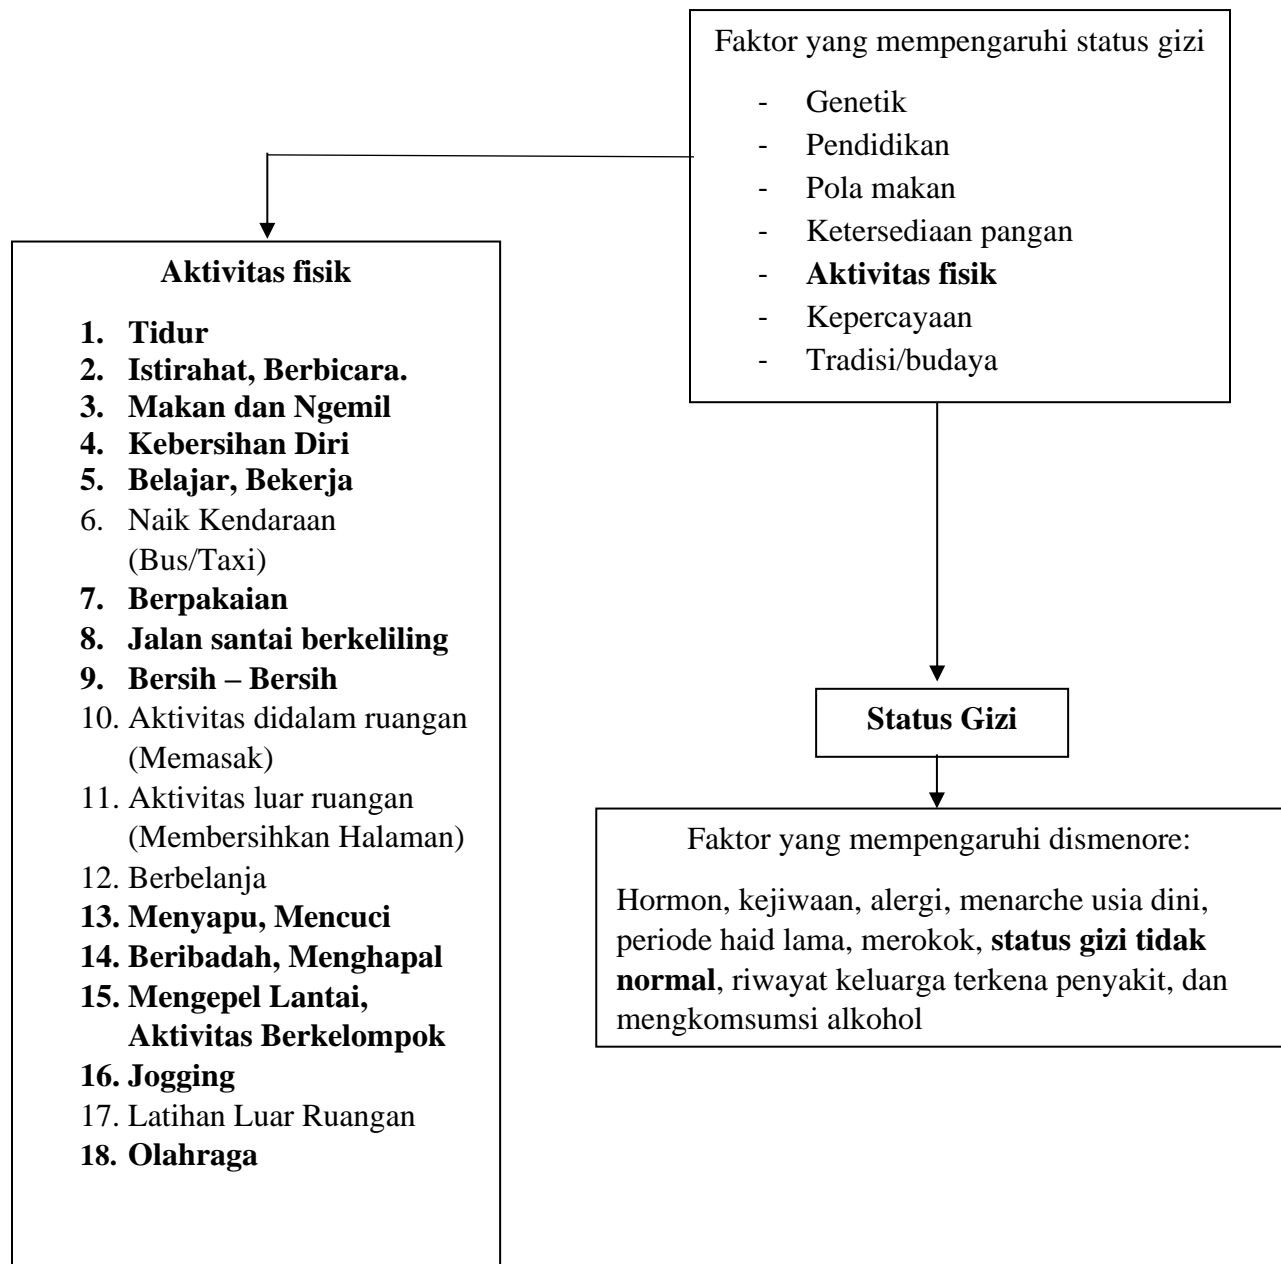 Faktor yang mempengaruhi status gizi
- Genetik
- Pendidikan
- Pola makan
- Ketersediaan pangan
- Aktivitas fisik
- Kepercayaan
- Tradisi/budaya
Aktivitas fisik
1. Tidur
2. Istirahat, Berbicara.
3. Makan dan Ngemil
4. Kebersihan Diri
5. Belajar, Bekerja
6. Naik Kendaraan
(Bus/Taxi)
7. Berpakaian
8. Jalan santai berkeliling
9. Bersih – Bersih
10. Aktivitas didalam ruangan
(Memasak)
11. Aktivitas luar ruangan
(Membersihkan Halaman)
12. Berbelanja
13. Menyapu, Mencuci
14. Beribadah, Menghapal
15. Mengepel Lantai,
Aktivitas Berkelompok
16. Jogging
17. Latihan Luar Ruangan
18. Olahraga
Status Gizi
Faktor yang mempengaruhi dismenore:
Hormon, kejiwaan, alergi, menarche usia dini,
periode haid lama, merokok, status gizi tidak
normal, riwayat keluarga terkena penyakit, dan
mengkomsumsi alkohol